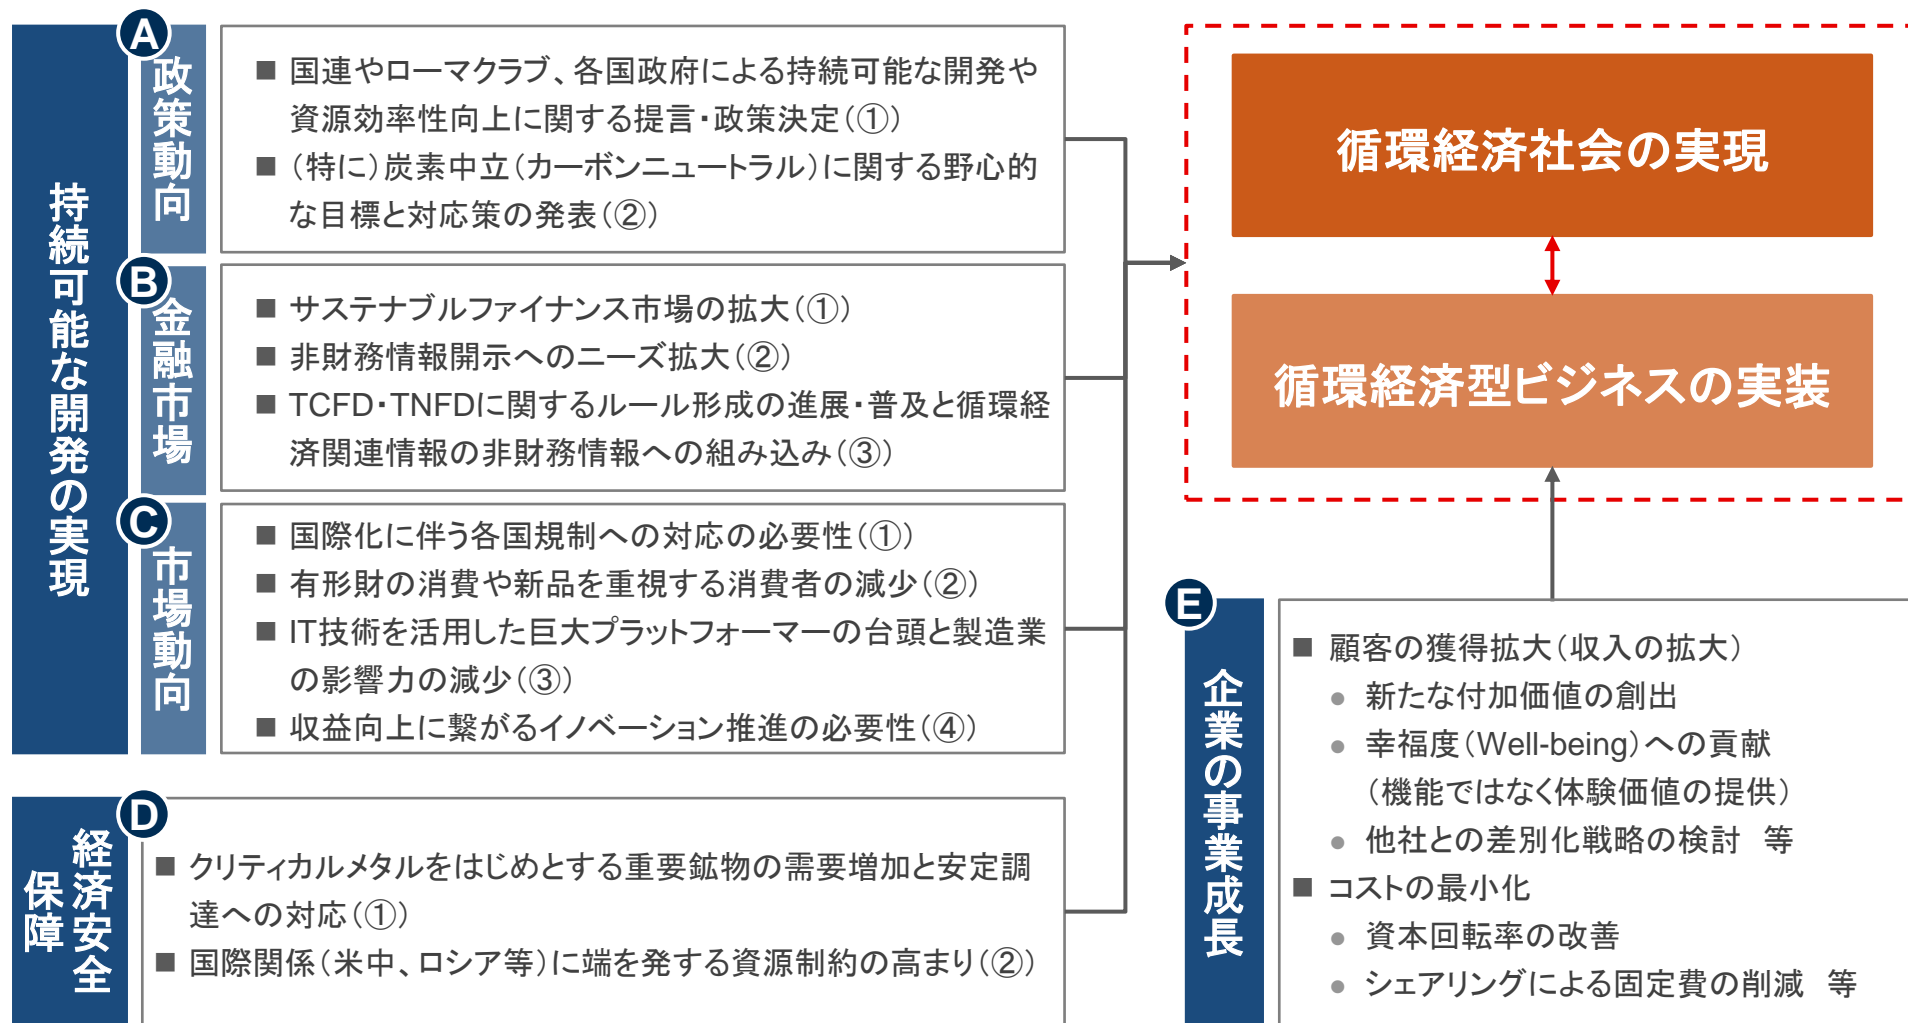 持続可能な開発の実現
A
政策動向
■ 国連やローマクラブ、各国政府による持続可能な開発や
資源効率性向上に関する提言・政策決定(①)
■ (特に)炭素中立(カーボンニュートラル)に関する野心的
な目標と対応策の発表(②)
B
金融市場
■ サステナブルファイナンス市場の拡大(①)
■ 非財務情報開示へのニーズ拡大(②)
■ TCFD・TNFDに関するルール形成の進展・普及と循環経
済関連情報の非財務情報への組み込み(③)
C
市場動向
■ 国際化に伴う各国規制への対応の必要性(①)
■ 有形財の消費や新品を重視する消費者の減少(②)
■ IT技術を活用した巨大プラットフォーマーの台頭と製造業
の影響力の減少(③)
■ 収益向上に繋がるイノベーション推進の必要性(④)
D
経済安全
保障
■ クリティカルメタルをはじめとする重要鉱物の需要増加と安定調
達への対応(①)
■ 国際関係(米中、ロシア等)に端を発する資源制約の高まり(②)
循環経済社会の実現
循環経済型ビジネスの実装
E
企業の事業成長
■ 顧客の獲得拡大(収入の拡大)
● 新たな付加価値の創出
● 幸福度(Well-being)への貢献
(機能ではなく体験価値の提供)
● 他社との差別化戦略の検討 等
■ コストの最小化
● 資本回転率の改善
● シェアリングによる固定費の削減 等